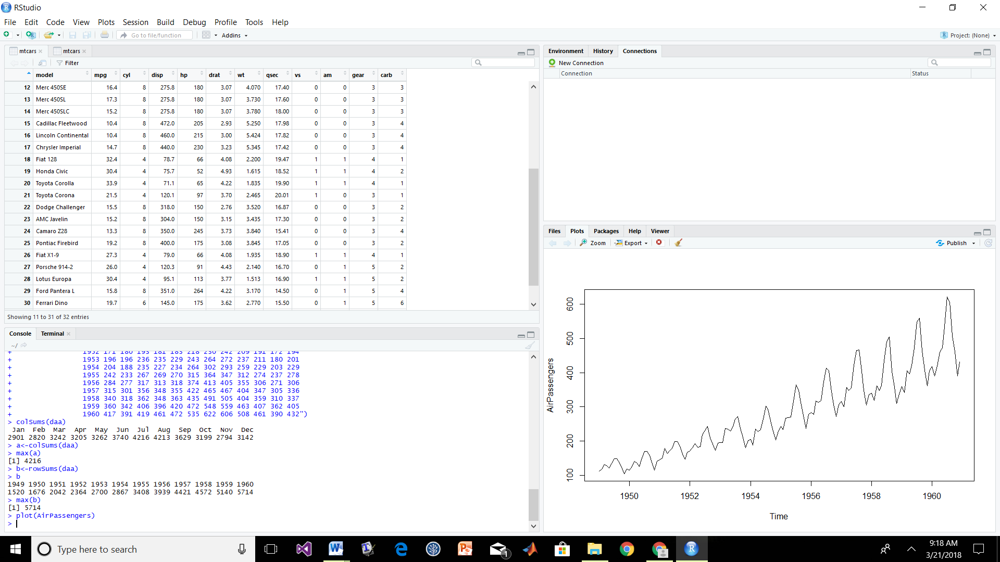 RStudio
File Edit Code View Plots Session Build Debug Profile Tools Help
Go to file/function Addins Project: (None)
mtcars mtcars
Filter
model mpg cyl disp hp drat wt qsec vs am gear carb
12 Merc 450SE 16.4 8 275.8 180 3.07 4.070 17.40 0 0 3 3
13 Merc 450SL 17.3 8 275.8 180 3.07 3.730 17.60 0 0 3 3
14 Merc 450SLC 15.2 8 275.8 180 3.07 3.780 18.00 0 0 3 3
15 Cadillac Fleetwood 10.4 8 472.0 205 2.93 5.250 17.98 0 0 3 4
16 Lincoln Continental 10.4 8 460.0 215 3.00 5.424 17.82 0 0 3 4
17 Chrysler Imperial 14.7 8 440.0 230 3.23 5.345 17.42 0 0 3 4
18 Fiat 128 32.4 4 78.7 66 4.08 2.200 19.47 1 1 4 1
19 Honda Civic 30.4 4 75.7 52 4.93 1.615 18.52 1 1 4 2
20 Toyota Corolla 33.9 4 71.1 65 4.22 1.835 19.90 1 1 4 1
21 Toyota Corona 21.5 4 120.1 97 3.70 2.465 20.01 1 0 3 1
22 Dodge Challenger 15.5 8 318.0 150 2.76 3.520 16.87 0 0 3 2
23 AMC Javelin 15.2 8 304.0 150 3.15 3.435 17.30 0 0 3 2
24 Camaro Z28 13.3 8 350.0 245 3.73 3.840 15.41 0 0 3 4
25 Pontiac Firebird 19.2 8 400.0 175 3.08 3.845 17.05 0 0 3 2
26 Fiat X1-9 27.3 4 79.0 66 4.08 1.935 18.90 1 1 4 1
27 Porsche 914-2 26.0 4 120.3 91 4.43 2.140 16.70 0 1 5 2
28 Lotus Europa 30.4 4 95.1 113 3.77 1.513 16.90 1 1 5 2
29 Ford Pantera L 15.8 8 351.0 264 4.22 3.170 14.50 0 1 5 4
30 Ferrari Dino 19.7 6 145.0 175 3.62 2.770 15.50 0 1 5 6
Showing 11 to 31 of 32 entries
Console Terminal
~/
+ 1952 171 180 193 181 183 218 230 242 209 191 172 194
+ 1953 196 196 236 235 229 243 264 272 237 211 180 201
+ 1954 204 188 235 227 234 264 302 293 259 229 203 229
+ 1955 242 233 267 269 270 315 364 347 312 274 237 278
+ 1956 284 277 317 313 318 374 413 405 355 306 271 306
+ 1957 315 301 356 348 355 422 465 467 404 347 305 336
+ 1958 340 318 362 348 363 435 491 505 404 359 310 337
+ 1959 360 342 406 396 420 472 548 559 463 407 362 405
+ 1960 417 391 419 461 472 535 622 606 508 461 390 432")
> colSums(daa)
Jan Feb Mar Apr May Jun Jul Aug Sep Oct Nov Dec
2901 2820 3242 3205 3262 3740 4216 4213 3629 3199 2794 3142
> a<-colSums(daa)
> max(a)
[1] 4216
> b<-rowSums(daa)
> b
1949 1950 1951 1952 1953 1954 1955 1956 1957 1958 1959 1960
1520 1676 2042 2364 2700 2867 3408 3939 4421 4572 5140 5714
> max(b)
[1] 5714
> plot(AirPassengers)
>
Environment History Connections
New Connection
Connection Status
Files Plots Packages Help Viewer
Zoom Export Publish
600
500
400
300
200
100
AirPassengers
1950 1952 1954 1956 1958 1960
Time
Type here to search
1
9:18 AM
3/21/2018